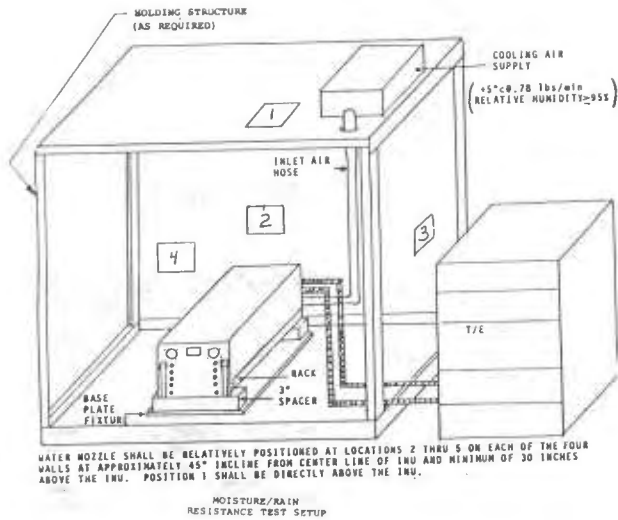 HOLDING STRUCTURE
(AS REQUIRED)
COOLING AIR
SUPPLY
(+5°c@.78 lbs/min
RELATIVE HUMIDITY≥95%)
1
INLET AIR
HOSE
2
3
4
T/E
RACK
3"
SPACER
BASE
PLATE
FIXTURE
WATER NOZZLE SHALL BE RELATIVELY POSITIONED AT LOCATIONS 2 THRU 5 ON EACH OF THE FOUR
WALLS AT APPROXIMATELY 45° INCLINE FROM CENTER LINE OF INU AND MINIMUM OF 30 INCHES
ABOVE THE INU. POSITION 1 SHALL BE DIRECTLY ABOVE THE INU.
MOISTURE/RAIN
RESISTANCE TEST SETUP